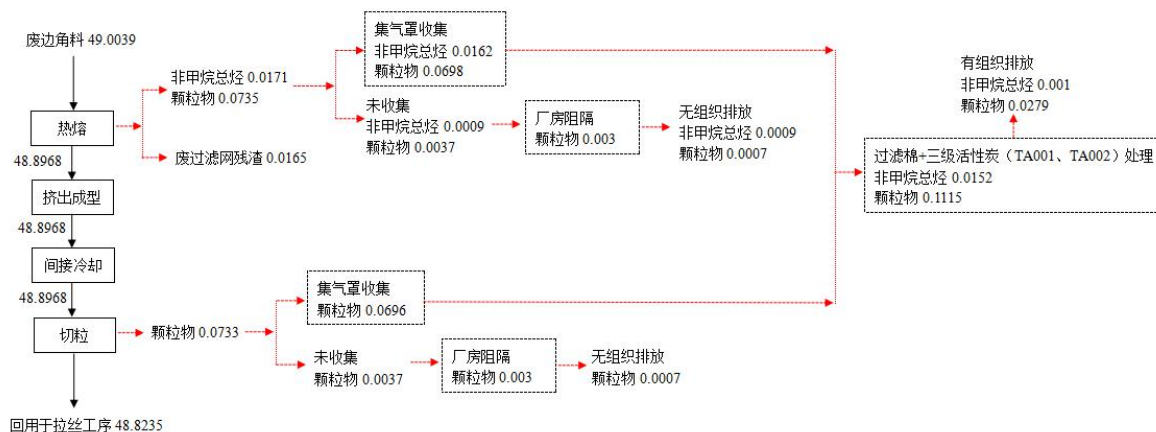 废边角料 49.0039
热熔
48.8968
挤出成型
48.8968
间接冷却
48.8968
切粒
回用于拉丝工序 48.8235
非甲烷总烃 0.0171
颗粒物 0.0735
废过滤网残渣 0.0165
集气罩收集
非甲烷总烃 0.0162
颗粒物 0.0698
未收集
非甲烷总烃 0.0009
颗粒物 0.0037
厂房阻隔
颗粒物 0.003
无组织排放
非甲烷总烃 0.0009
颗粒物 0.0007
颗粒物 0.0733
集气罩收集
颗粒物 0.0696
未收集
颗粒物 0.0037
厂房阻隔
颗粒物 0.003
无组织排放
颗粒物 0.0007
有组织排放
非甲烷总烃 0.001
颗粒物 0.0279
过滤棉+三级活性炭（TA001、TA002）处理
非甲烷总烃 0.0152
颗粒物 0.1115